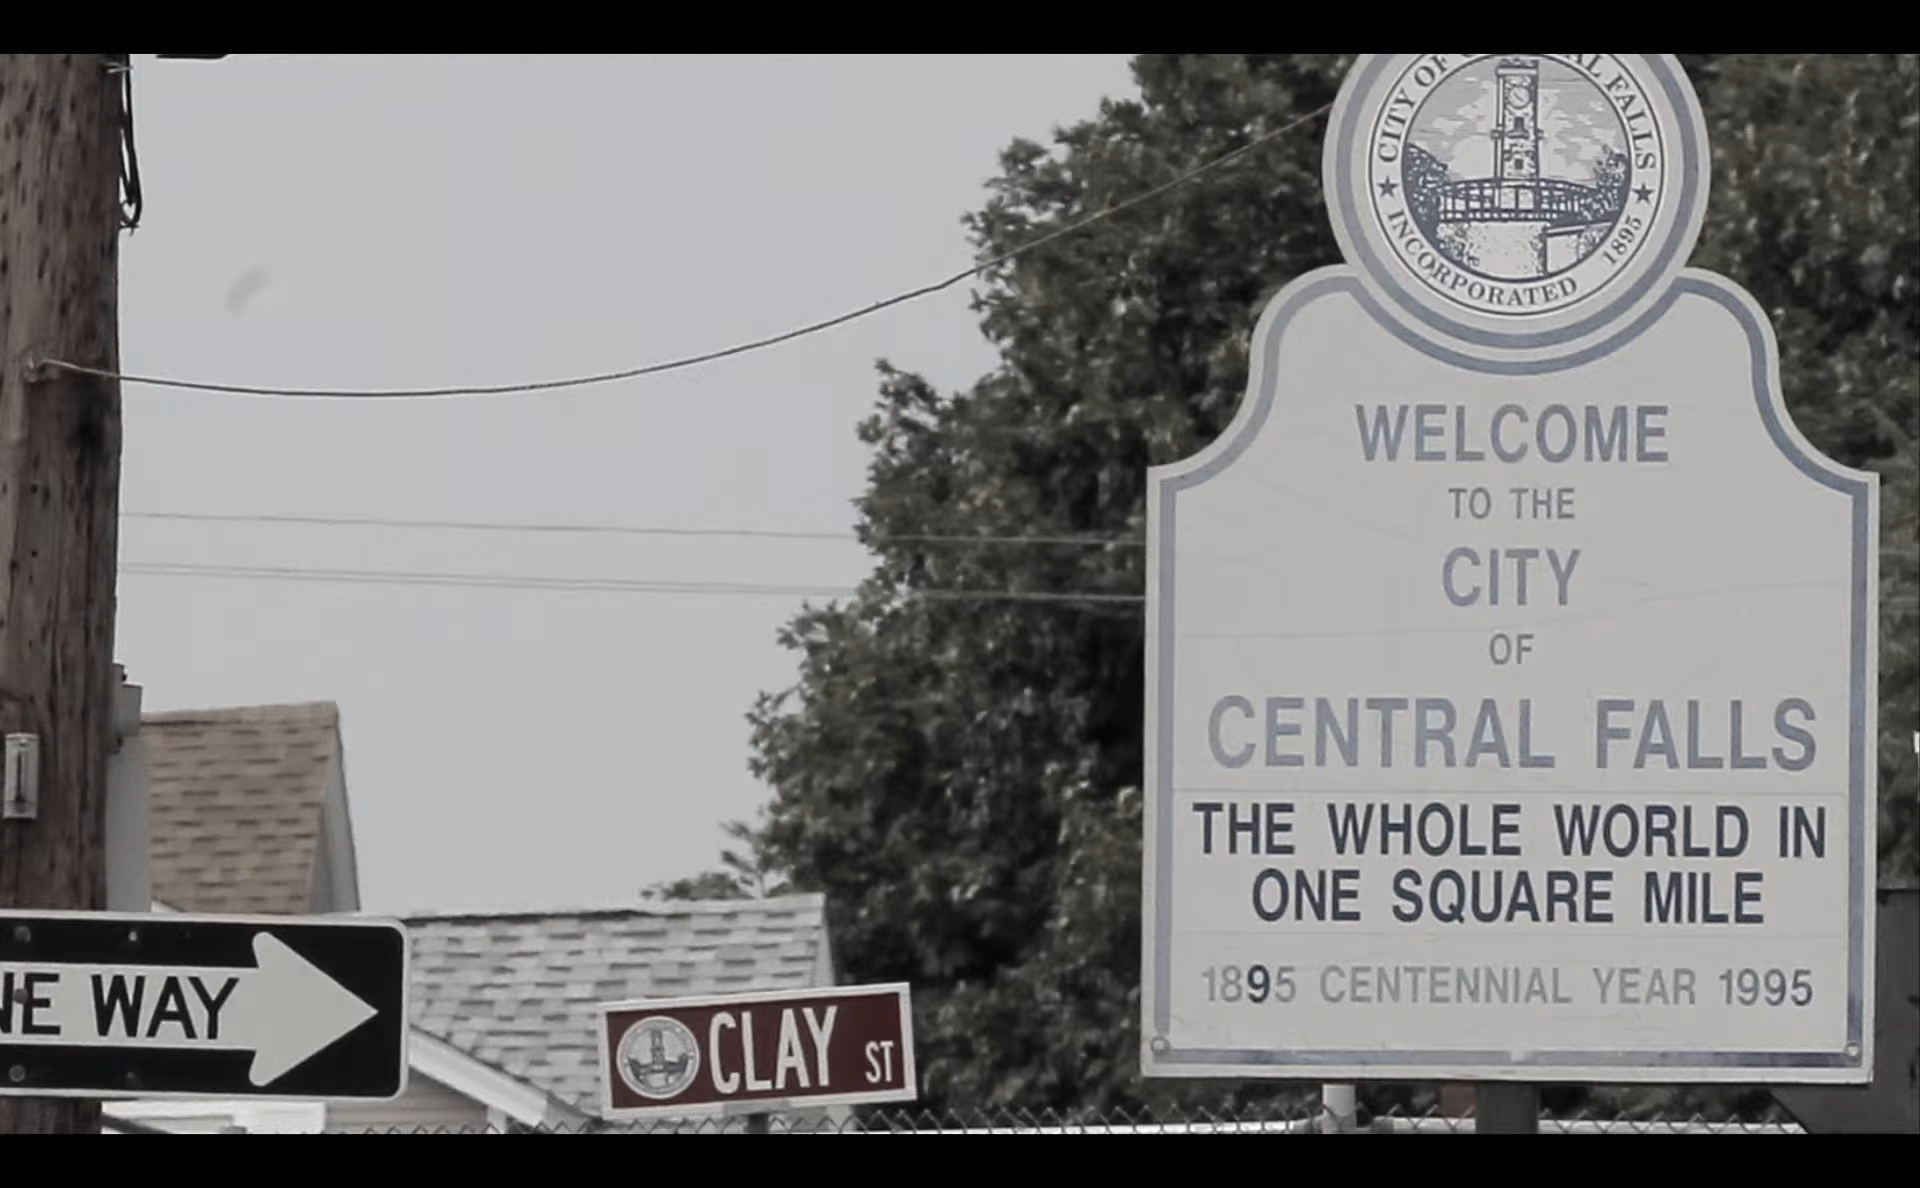 CITY OF CENTRAL FALLS
INCORPORATED 1895
WELCOME
TO THE
CITY
OF
CENTRAL FALLS
THE WHOLE WORLD IN
ONE SQUARE MILE
1895 CENTENNIAL YEAR 1995
NE WAY
CLAY ST